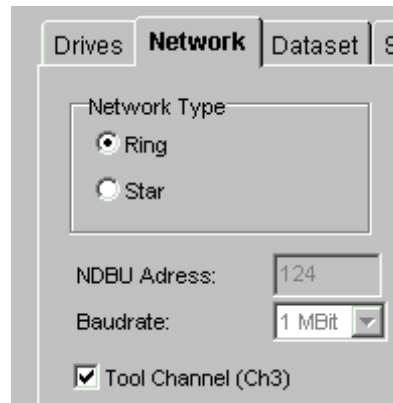 Drives Network Dataset
Network Type
Ring
Star
NDBU Adress: 124
Baudrate: 1 MBit
Tool Channel (Ch3)